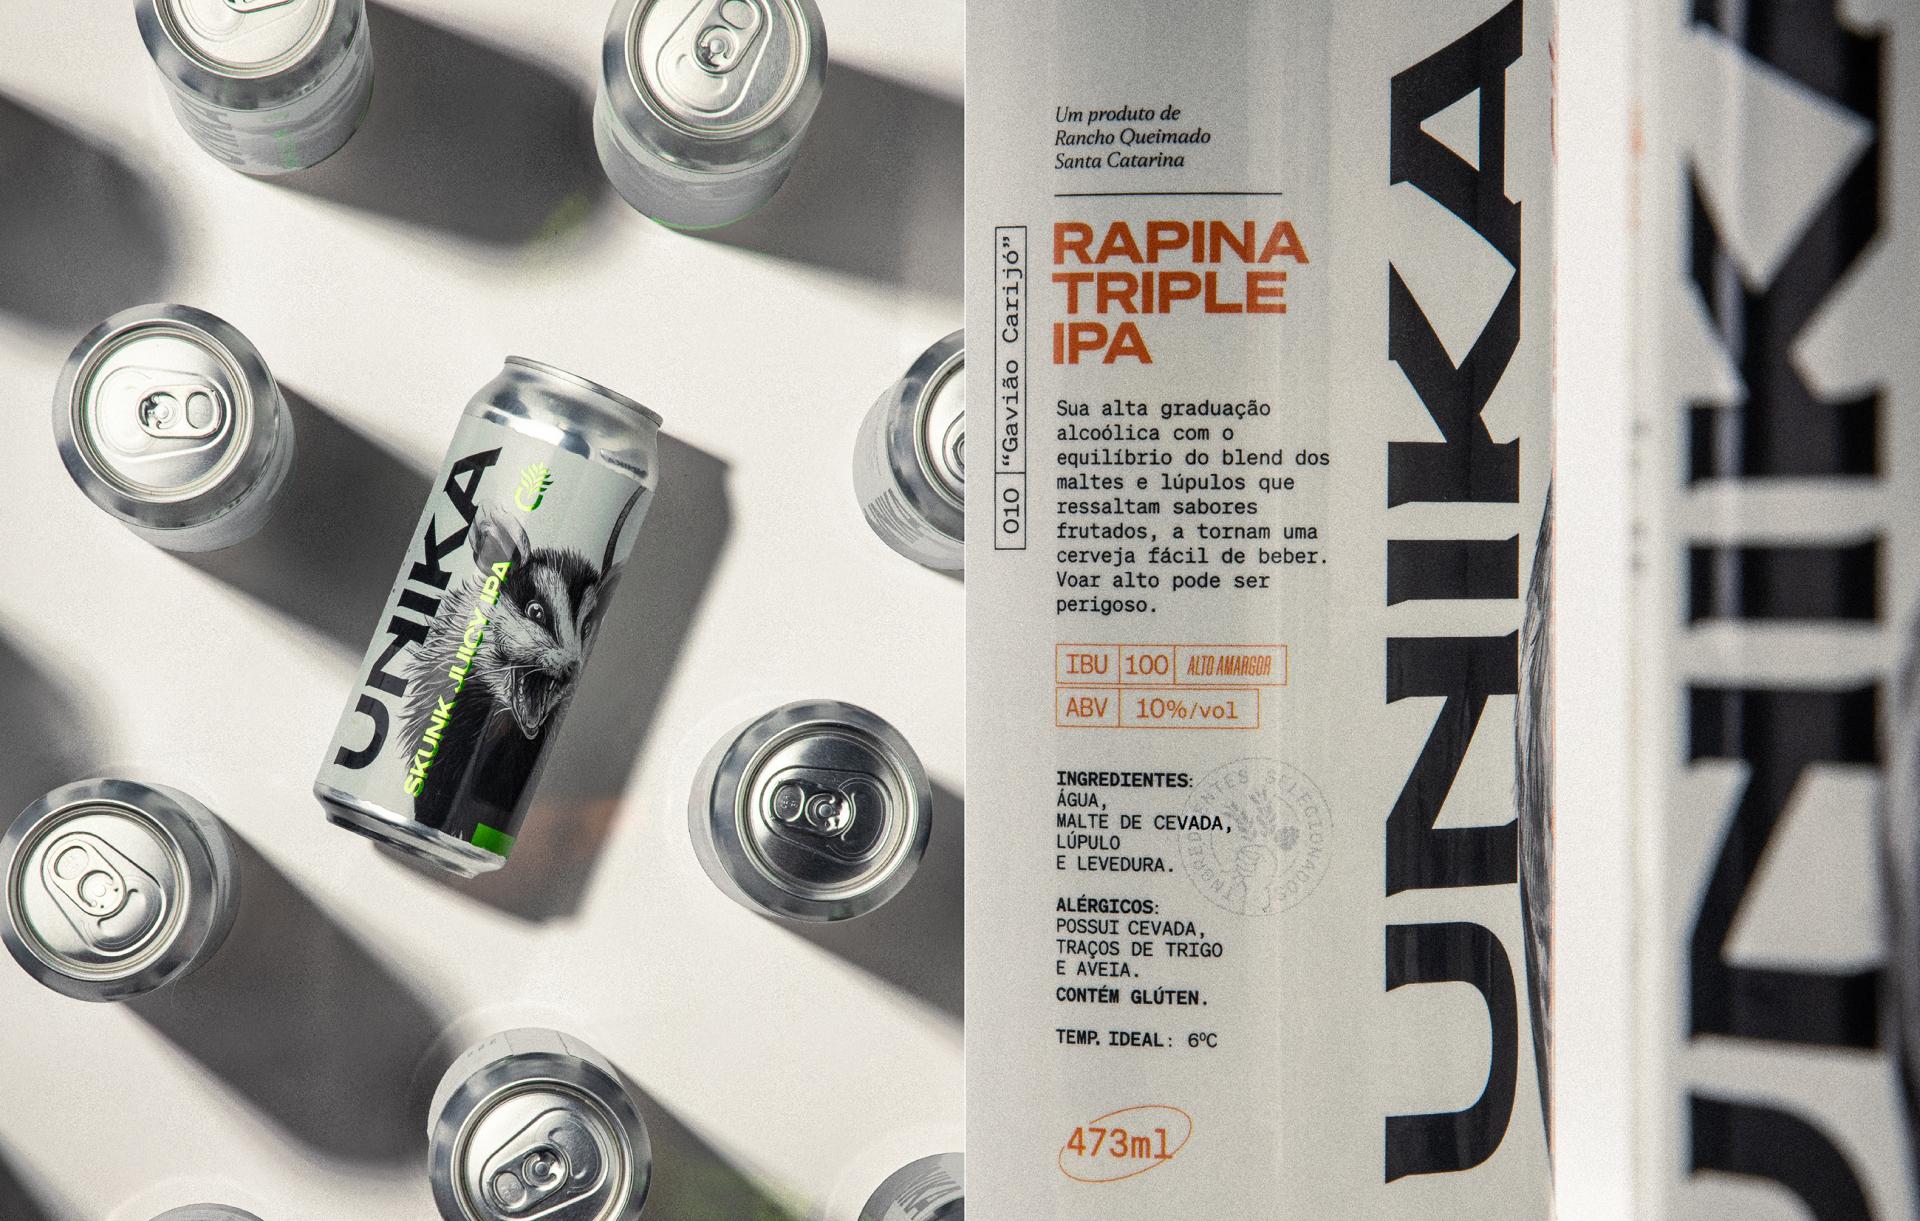 UNIKA
SKUNK JUICY IPA
Um produto de
Rancho Queimado
Santa Catarina
010 "Gavião Carijó"
RAPINA
TRIPLE
IPA
Sua alta graduação
alcoólica com o
equilíbrio do blend dos
maltes e lúpulos que
ressaltam sabores
frutados, a tornam uma
cerveja fácil de beber.
Voar alto pode ser
perigoso.
IBU 100 ALTO AMARGOR
ABV 10%/vol
INGREDIENTES:
ÁGUA,
MALTE DE CEVADA,
LÚPULO
E LEVEDURA.
INGREDIENTES SELECIONADOS
ALÉRGICOS:
POSSUI CEVADA,
TRAÇOS DE TRIGO
E AVEIA.
CONTÉM GLÚTEN.
TEMP. IDEAL: 6ºC
473ml
UNIKA